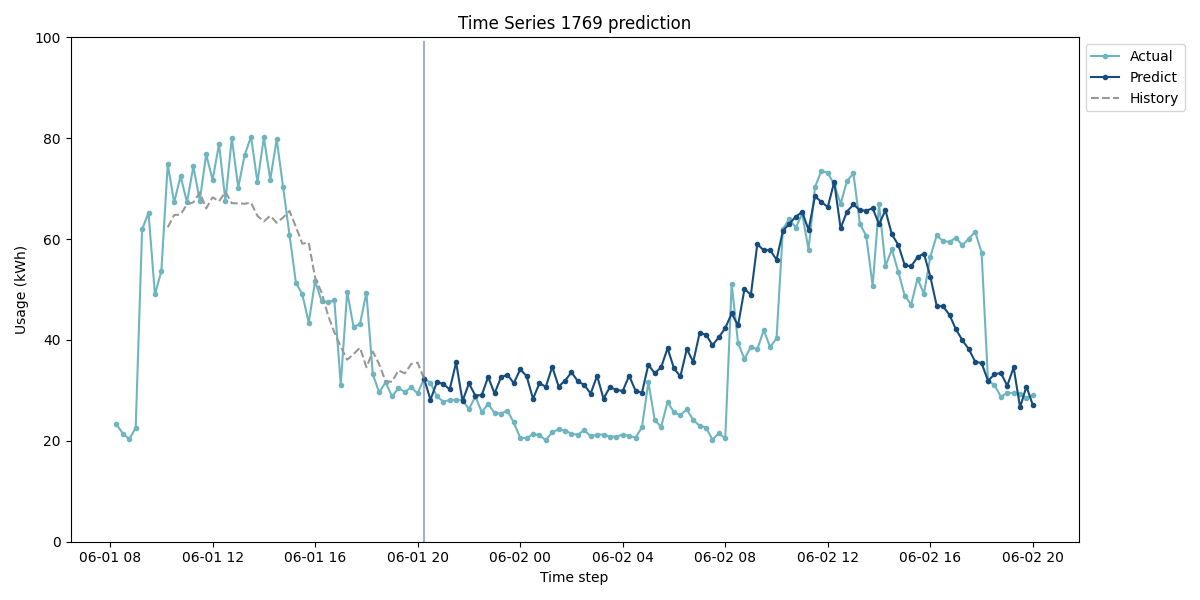 Time Series 1769 prediction
Usage (kWh)
100
80
60
40
20
0
06-01 08
06-01 12
06-01 16
06-01 20
06-02 00
06-02 04
06-02 08
06-02 12
06-02 16
06-02 20
Time step
Actual
Predict
History